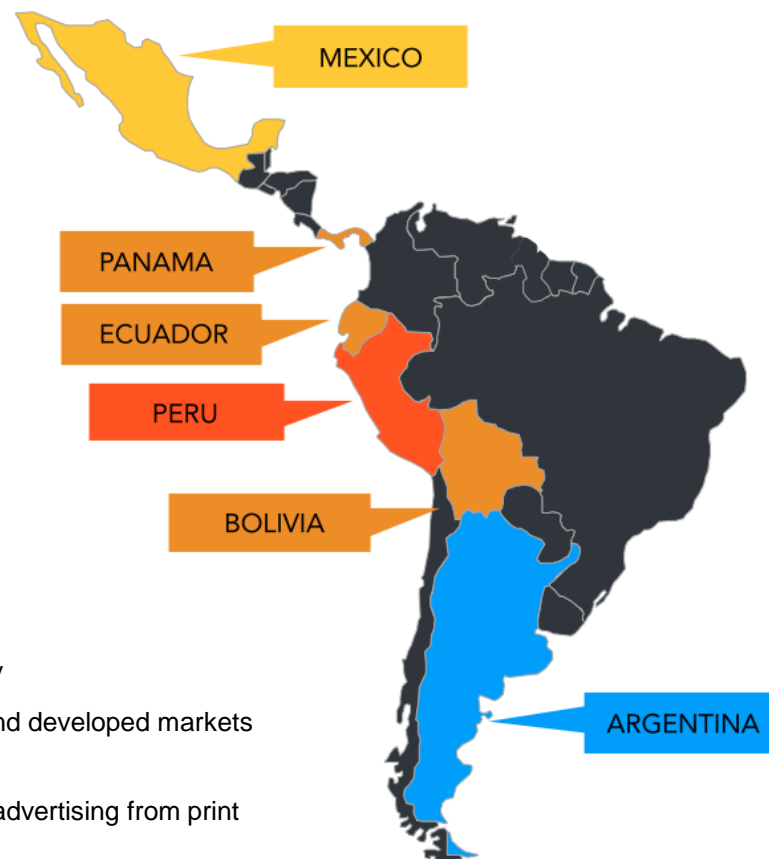 MEXICO
PANAMA
ECUADOR
PERU
BOLIVIA
ARGENTINA
nd developed markets
advertising from print